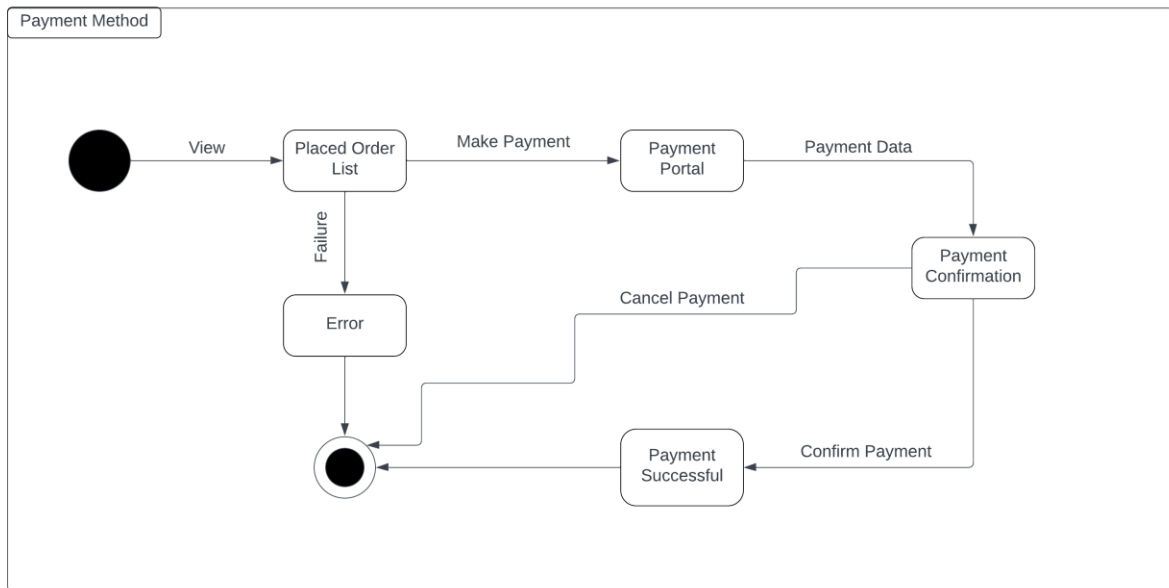 Payment Method
View
Placed Order
List
Make Payment
Payment
Portal
Payment Data
Failure
Payment
Confirmation
Cancel Payment
Error
Payment
Successful
Confirm Payment